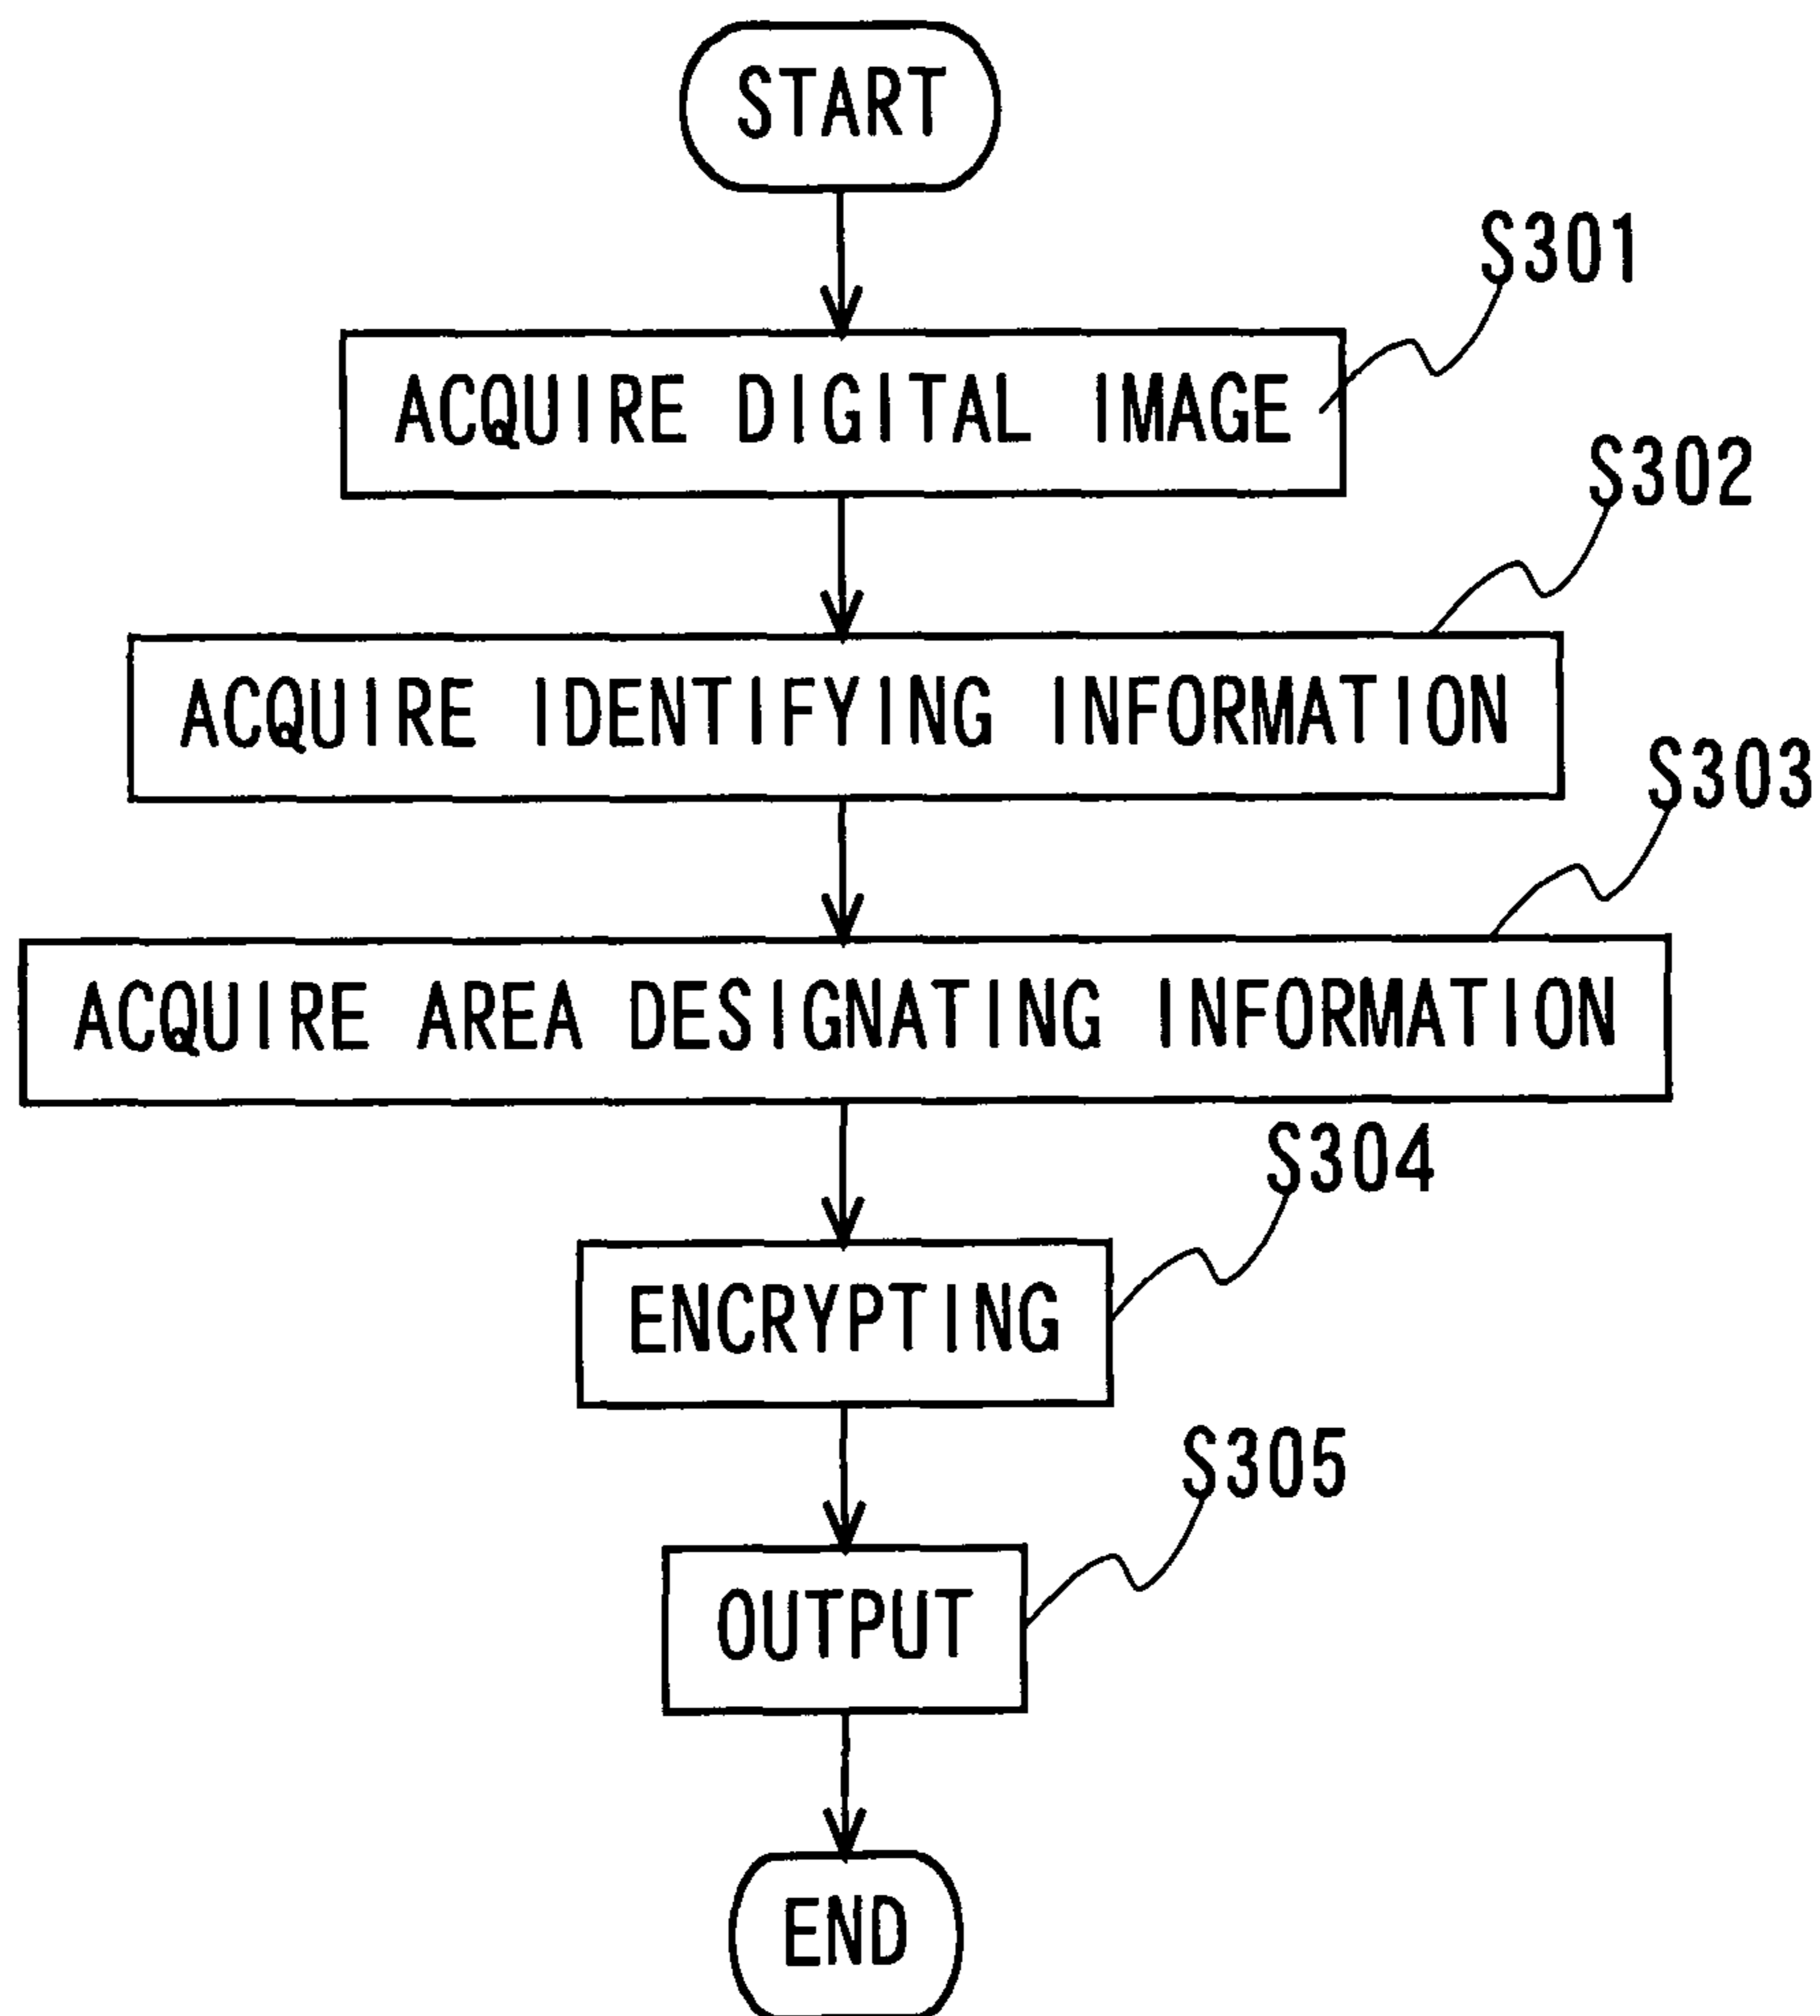 START
S301
ACQUIRE DIGITAL IMAGE
S302
ACQUIRE IDENTIFYING INFORMATION
S303
ACQUIRE AREA DESIGNATING INFORMATION
S304
ENCRYPTING
S305
OUTPUT
END